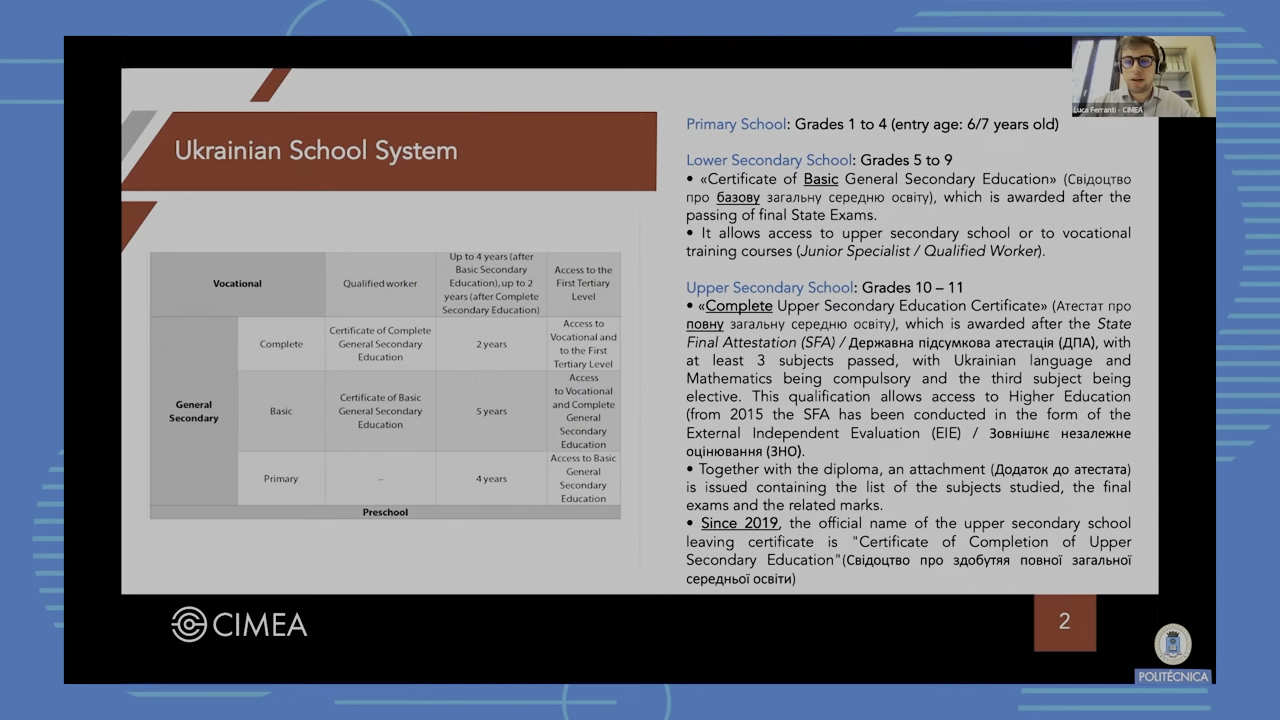 Luca Ferranti - CIMEA
Ukrainian School System
Vocational
Qualified worker
Up to 4 years (after
Basic Secondary
Education), up to 2
years (after Complete
Secondary Education)
Access to the
First Tertiary
Level
General
Secondary
Complete
Certificate of Complete
General Secondary
Education
2 years
Access to
Vocational and
to the First
Tertiary Level
Basic
Certificate of Basic
General Secondary
Education
5 years
Access
to Vocational
and Complete
General
Secondary
Education
Primary
–
4 years
Access to Basic
General
Secondary
Education
Preschool
Primary School: Grades 1 to 4 (entry age: 6/7 years old)
Lower Secondary School: Grades 5 to 9
• «Certificate of Basic General Secondary Education» (Свідоцтво
про базову загальну середню освіту), which is awarded after the
passing of final State Exams.
• It allows access to upper secondary school or to vocational
training courses (Junior Specialist / Qualified Worker).
Upper Secondary School: Grades 10 – 11
• «Complete Upper Secondary Education Certificate» (Атестат про
повну загальну середню освіту), which is awarded after the State
Final Attestation (SFA) / Державна підсумкова атестація (ДПА), with
at least 3 subjects passed, with Ukrainian language and
Mathematics being compulsory and the third subject being
elective. This qualification allows access to Higher Education
(from 2015 the SFA has been conducted in the form of the
External Independent Evaluation (EIE) / Зовнішнє незалежне
оцінювання (ЗНО).
• Together with the diploma, an attachment (Додаток до атестата)
is issued containing the list of the subjects studied, the final
exams and the related marks.
• Since 2019, the official name of the upper secondary school
leaving certificate is "Certificate of Completion of Upper
Secondary Education"(Свідоцтво про здобутяя повної загальної
середньої освіти)
CIMEA
2
POLITÉCNICA